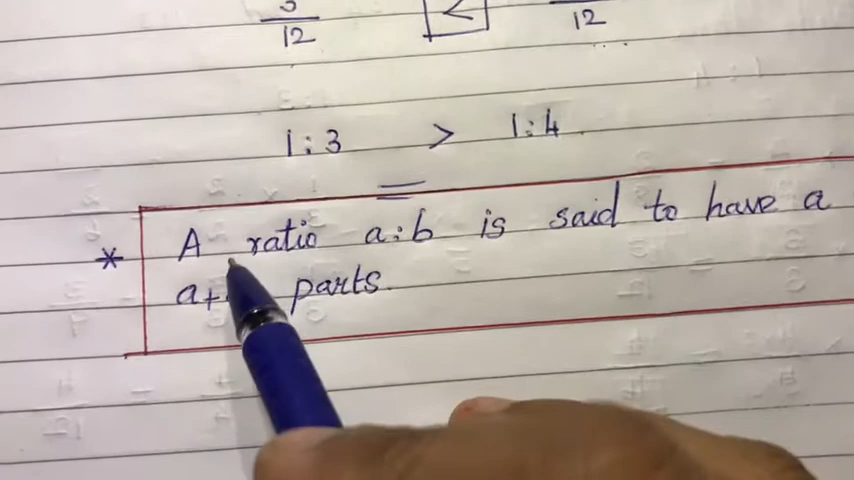 12 < 12
1:3 > 1:4
* A ratio a:b is said to have a
a+ parts.